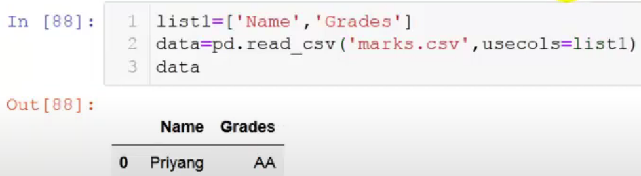 In [88]:
1 list1=['Name','Grades']
2 data=pd.read_csv('marks.csv',usecols=list1)
3 data
Out[88]:
Name Grades
0 Priyang AA